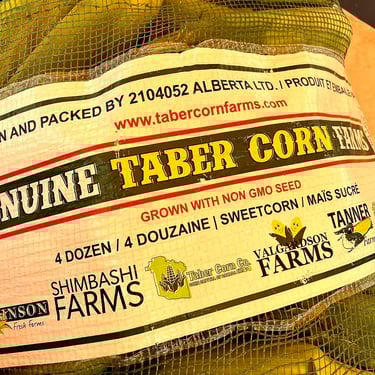 AND PACKED BY 2104052 ALBERTA LTD. / PRODUIT ET
www.tabercornfarms.com
NUINE TABER CORN FARMS
GROWN WITH NON GMO SEED
4 DOZEN / 4 DOUZAINE | SWEETCORN / MAÏS SUCRÉ
NSON
Fresh Farms
SHIMBASHI
FARMS
Taber Corn Co.
VALGARDSON
FARMS
TANNER